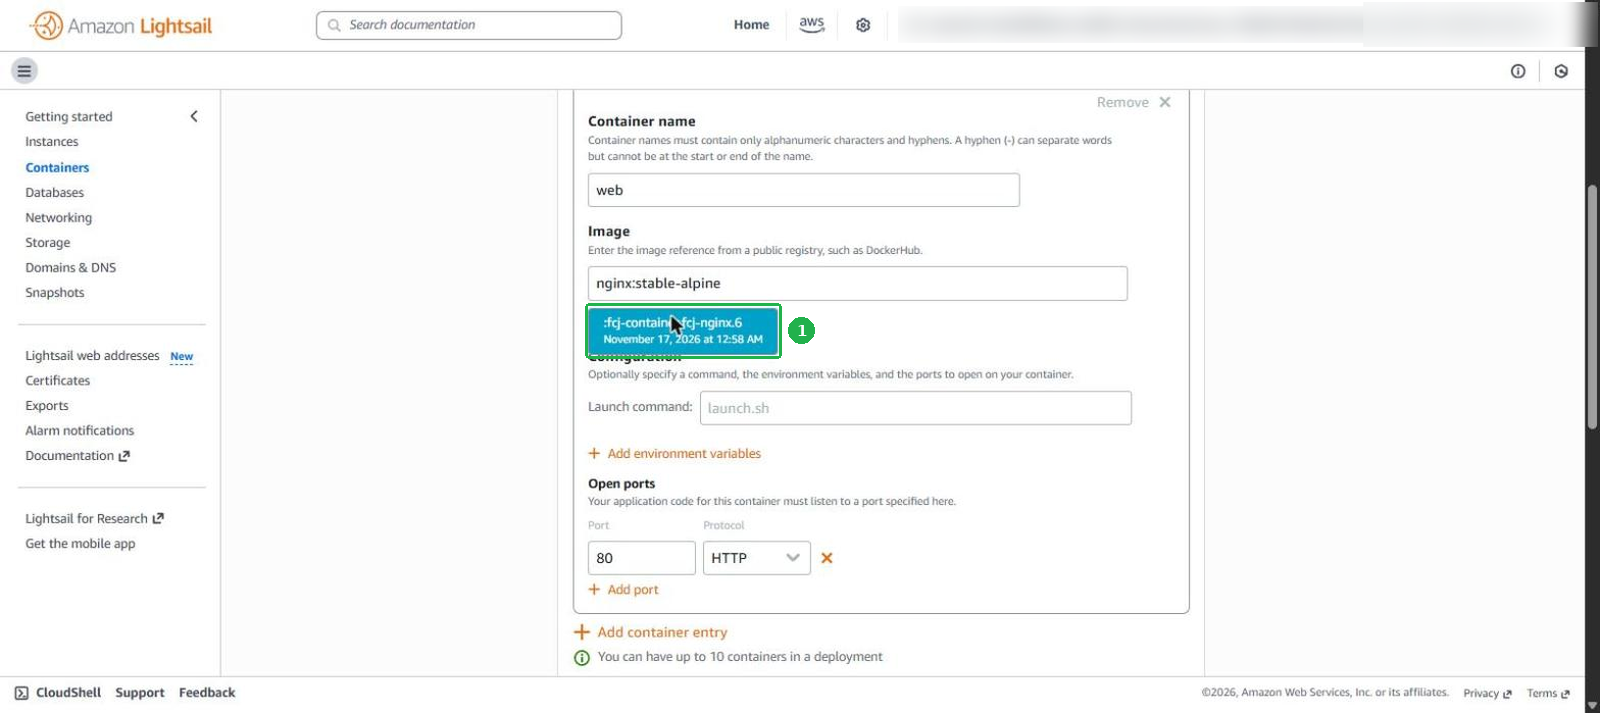 Amazon Lightsail
Search documentation
Home
aws
Getting started
Instances
Containers
Databases
Networking
Storage
Domains & DNS
Snapshots
Lightsail web addresses New
Certificates
Exports
Alarm notifications
Documentation
Lightsail for Research
Get the mobile app
Remove
Container name
Container names must contain only alphanumeric characters and hyphens. A hyphen (-) can separate words
but cannot be at the start or end of the name.
web
Image
Enter the image reference from a public registry, such as DockerHub.
nginx:stable-alpine
fcj-nginx.6
November 17, 2026 at 12:58 AM
1
Configuration
Optionally specify a command, the environment variables, and the ports to open on your container.
Launch command: launch.sh
+ Add environment variables
Open ports
Your application code for this container must listen to a port specified here.
Port Protocol
80 HTTP
+ Add port
+ Add container entry
You can have up to 10 containers in a deployment
CloudShell Support Feedback
©2026, Amazon Web Services, Inc. or its affiliates. Privacy Terms